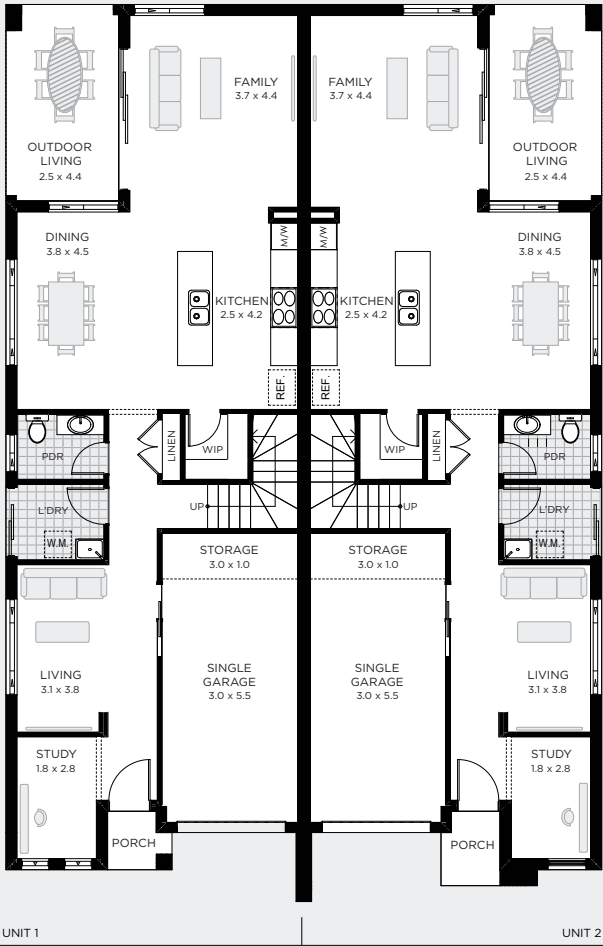 FAMILY
3.7 x 4.4
FAMILY
3.7 x 4.4
OUTDOOR
LIVING
2.5 x 4.4
OUTDOOR
LIVING
2.5 x 4.4
DINING
3.8 x 4.5
M/W
M/W
DINING
3.8 x 4.5
KITCHEN
2.5 x 4.2
KITCHEN
2.5 x 4.2
REF.
REF.
PDR
LINEN
WIP
WIP
LINEN
PDR
L'DRY
W.M.
UP
UP
L'DRY
W.M.
STORAGE
3.0 x 1.0
STORAGE
3.0 x 1.0
LIVING
3.1 x 3.8
SINGLE
GARAGE
3.0 x 5.5
SINGLE
GARAGE
3.0 x 5.5
LIVING
3.1 x 3.8
STUDY
1.8 x 2.8
STUDY
1.8 x 2.8
PORCH
PORCH
UNIT 1
UNIT 2